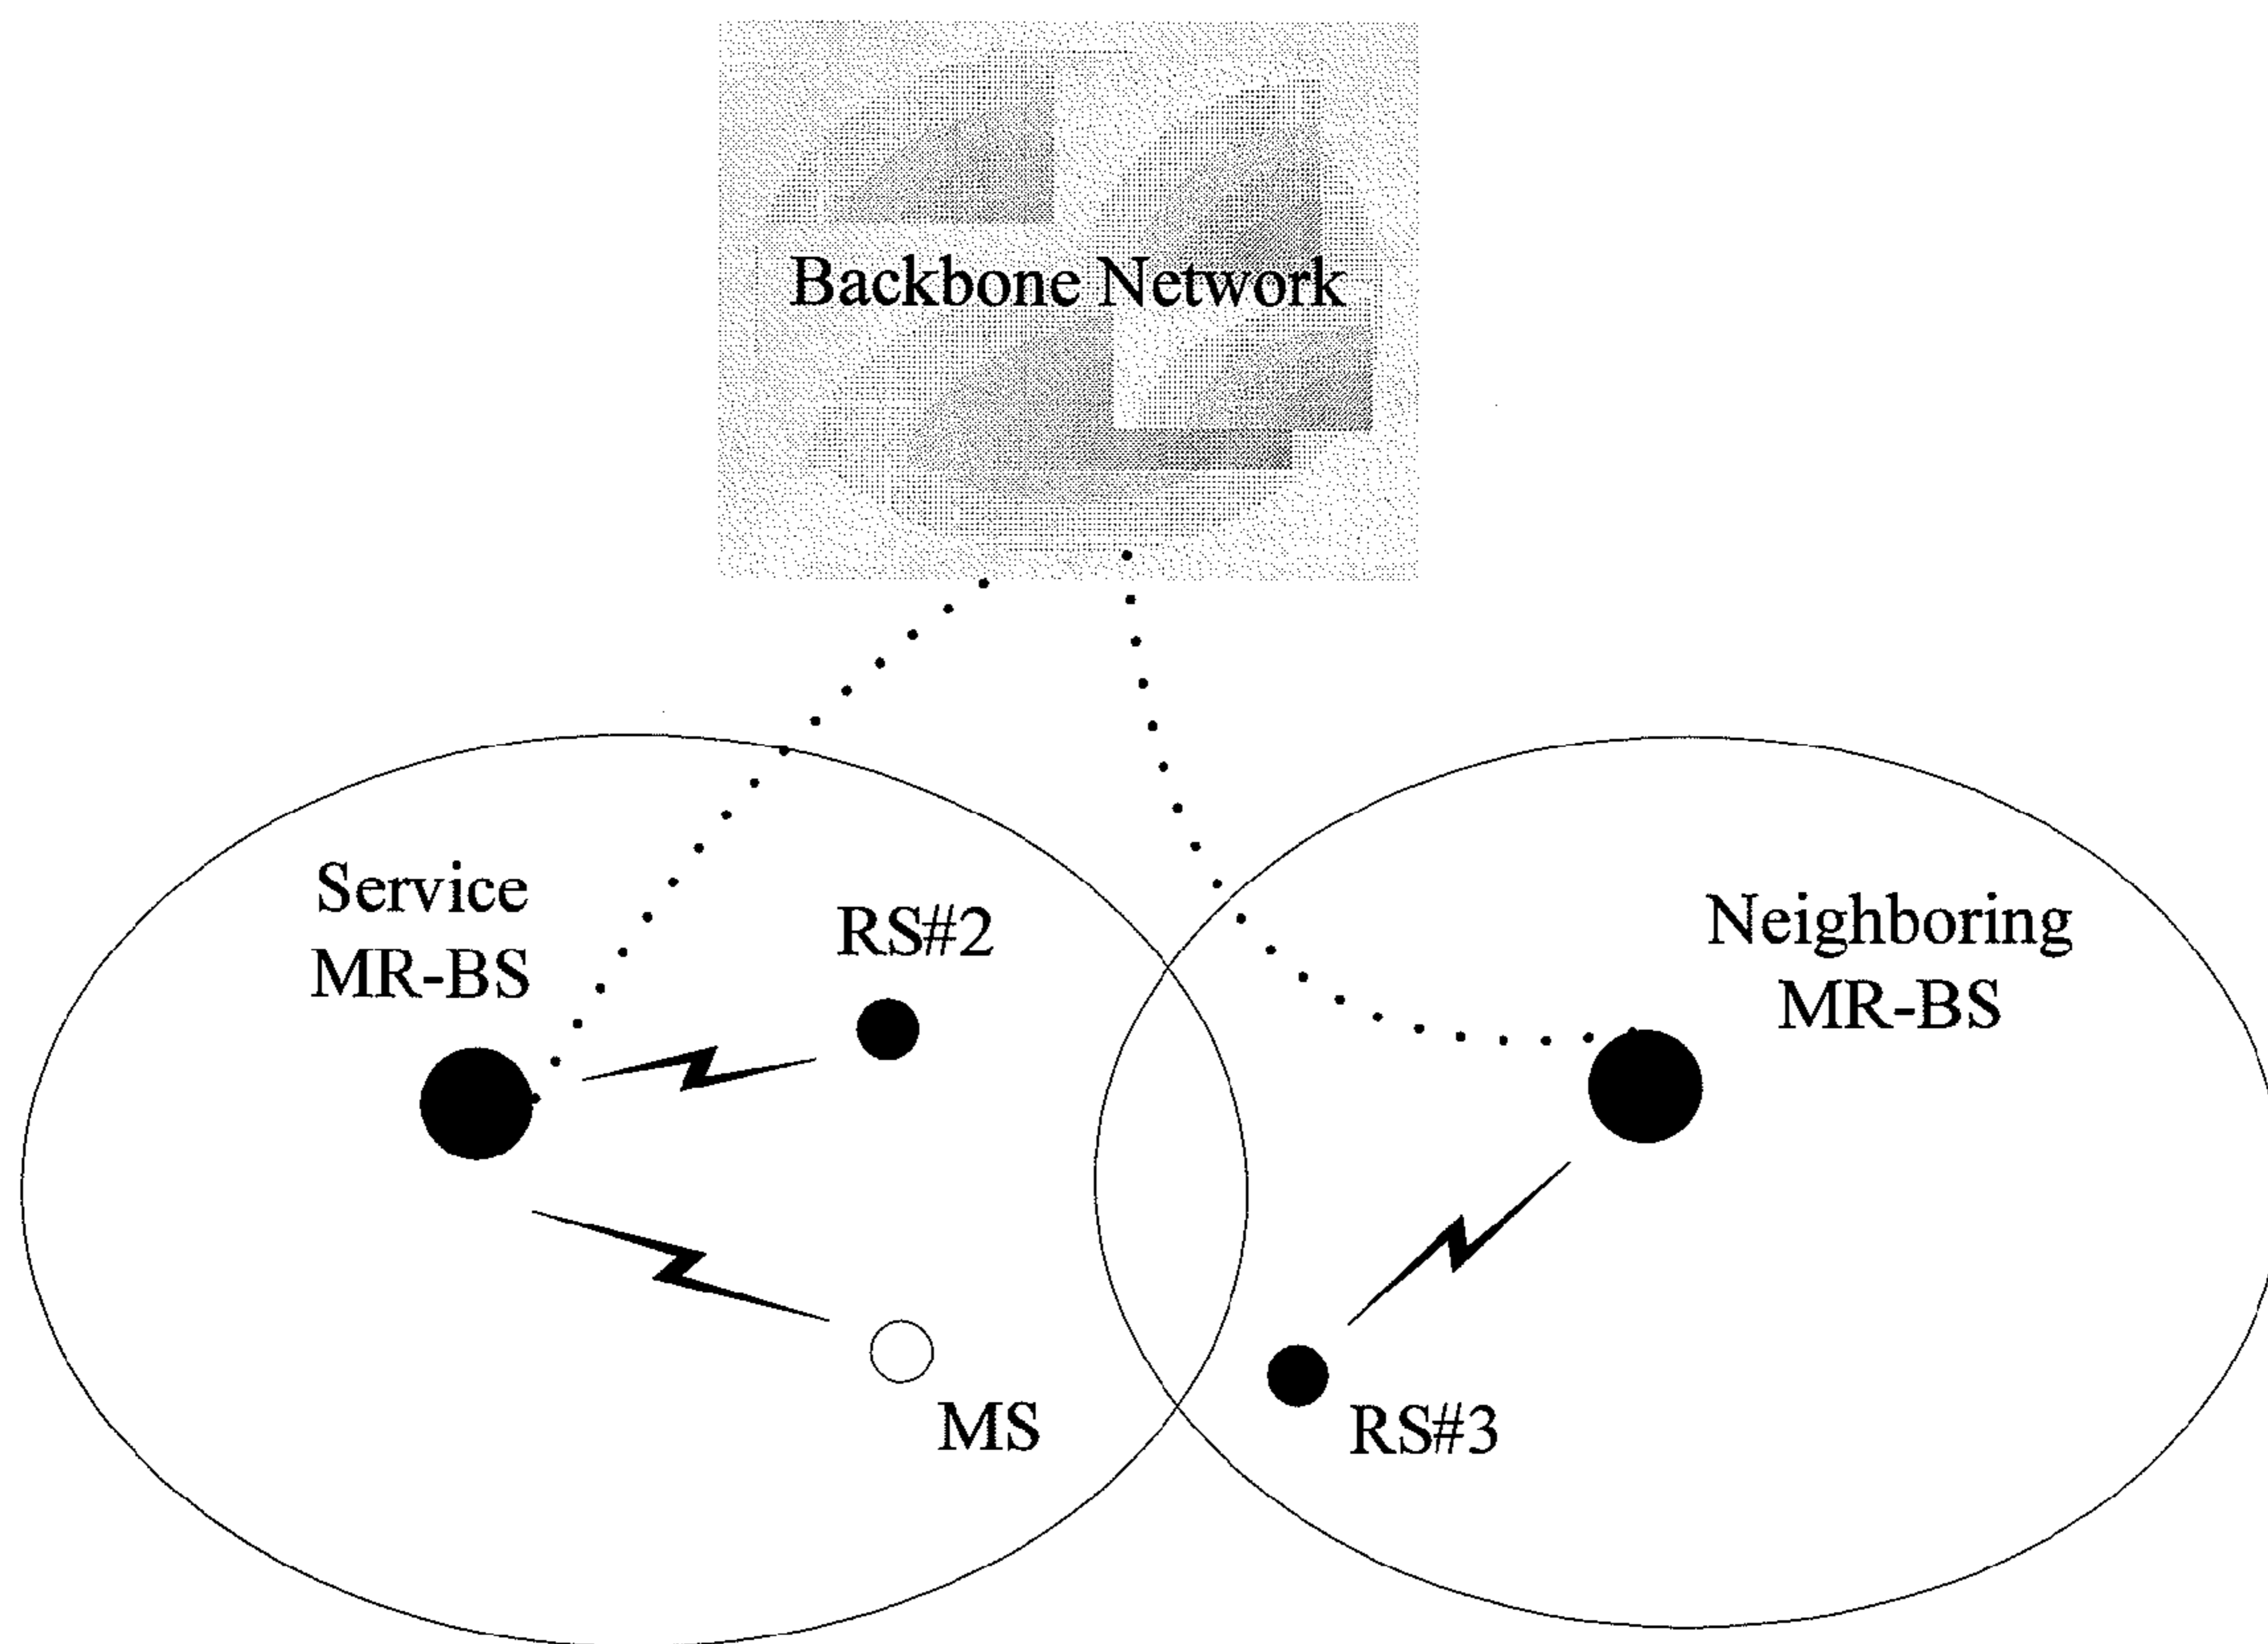 Backbone Network
Service
MR-BS
RS#2
Neighboring
MR-BS
MS
RS#3